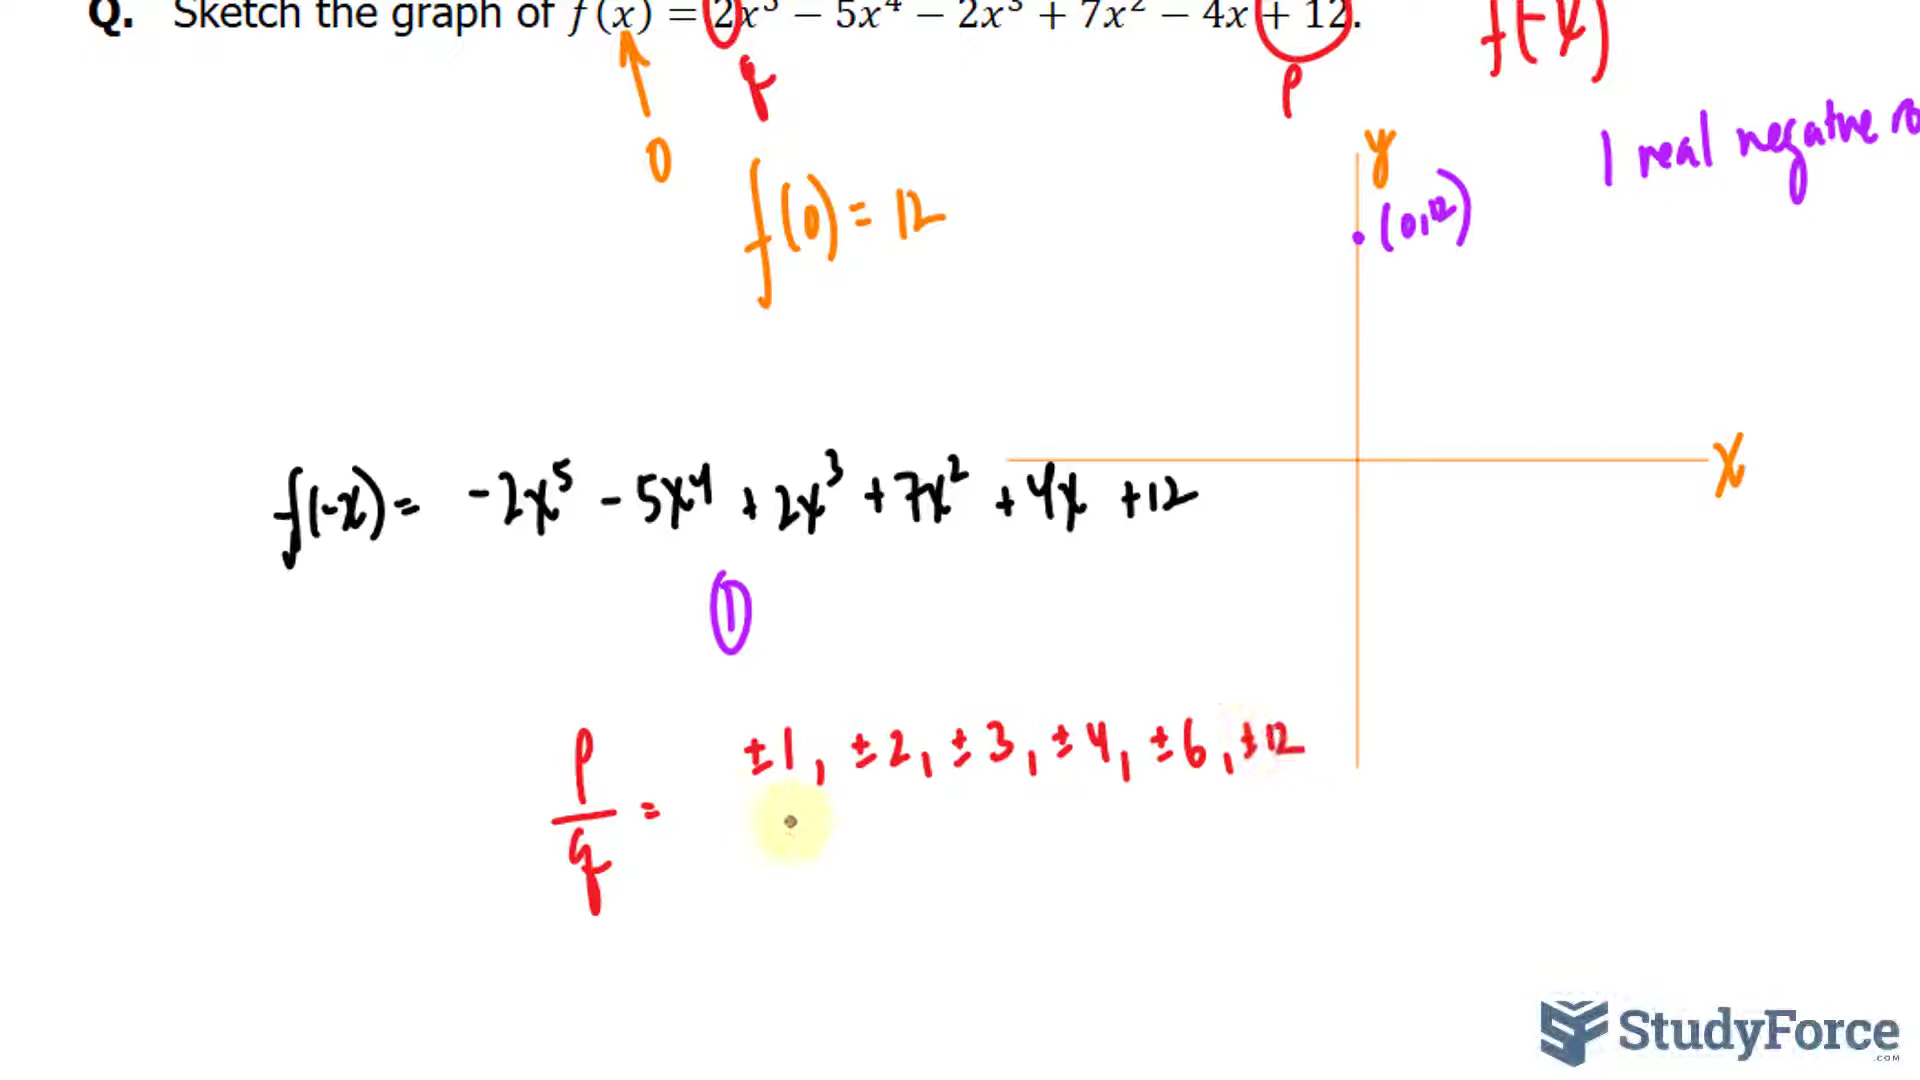 Q. Sketch the graph of f(x) = 2x⁵ − 5x⁴ − 2x³ + 7x² − 4x + 12.
f(-x)
q
p
0
y
1 real negative
f(0) = 12
(0,12)
x
f(-x) = -2x⁵ - 5x⁴ + 2x³ + 7x² + 4x + 12
1
p/q = ±1, ±2, ±3, ±4, ±6, ±12
StudyForce
.COM